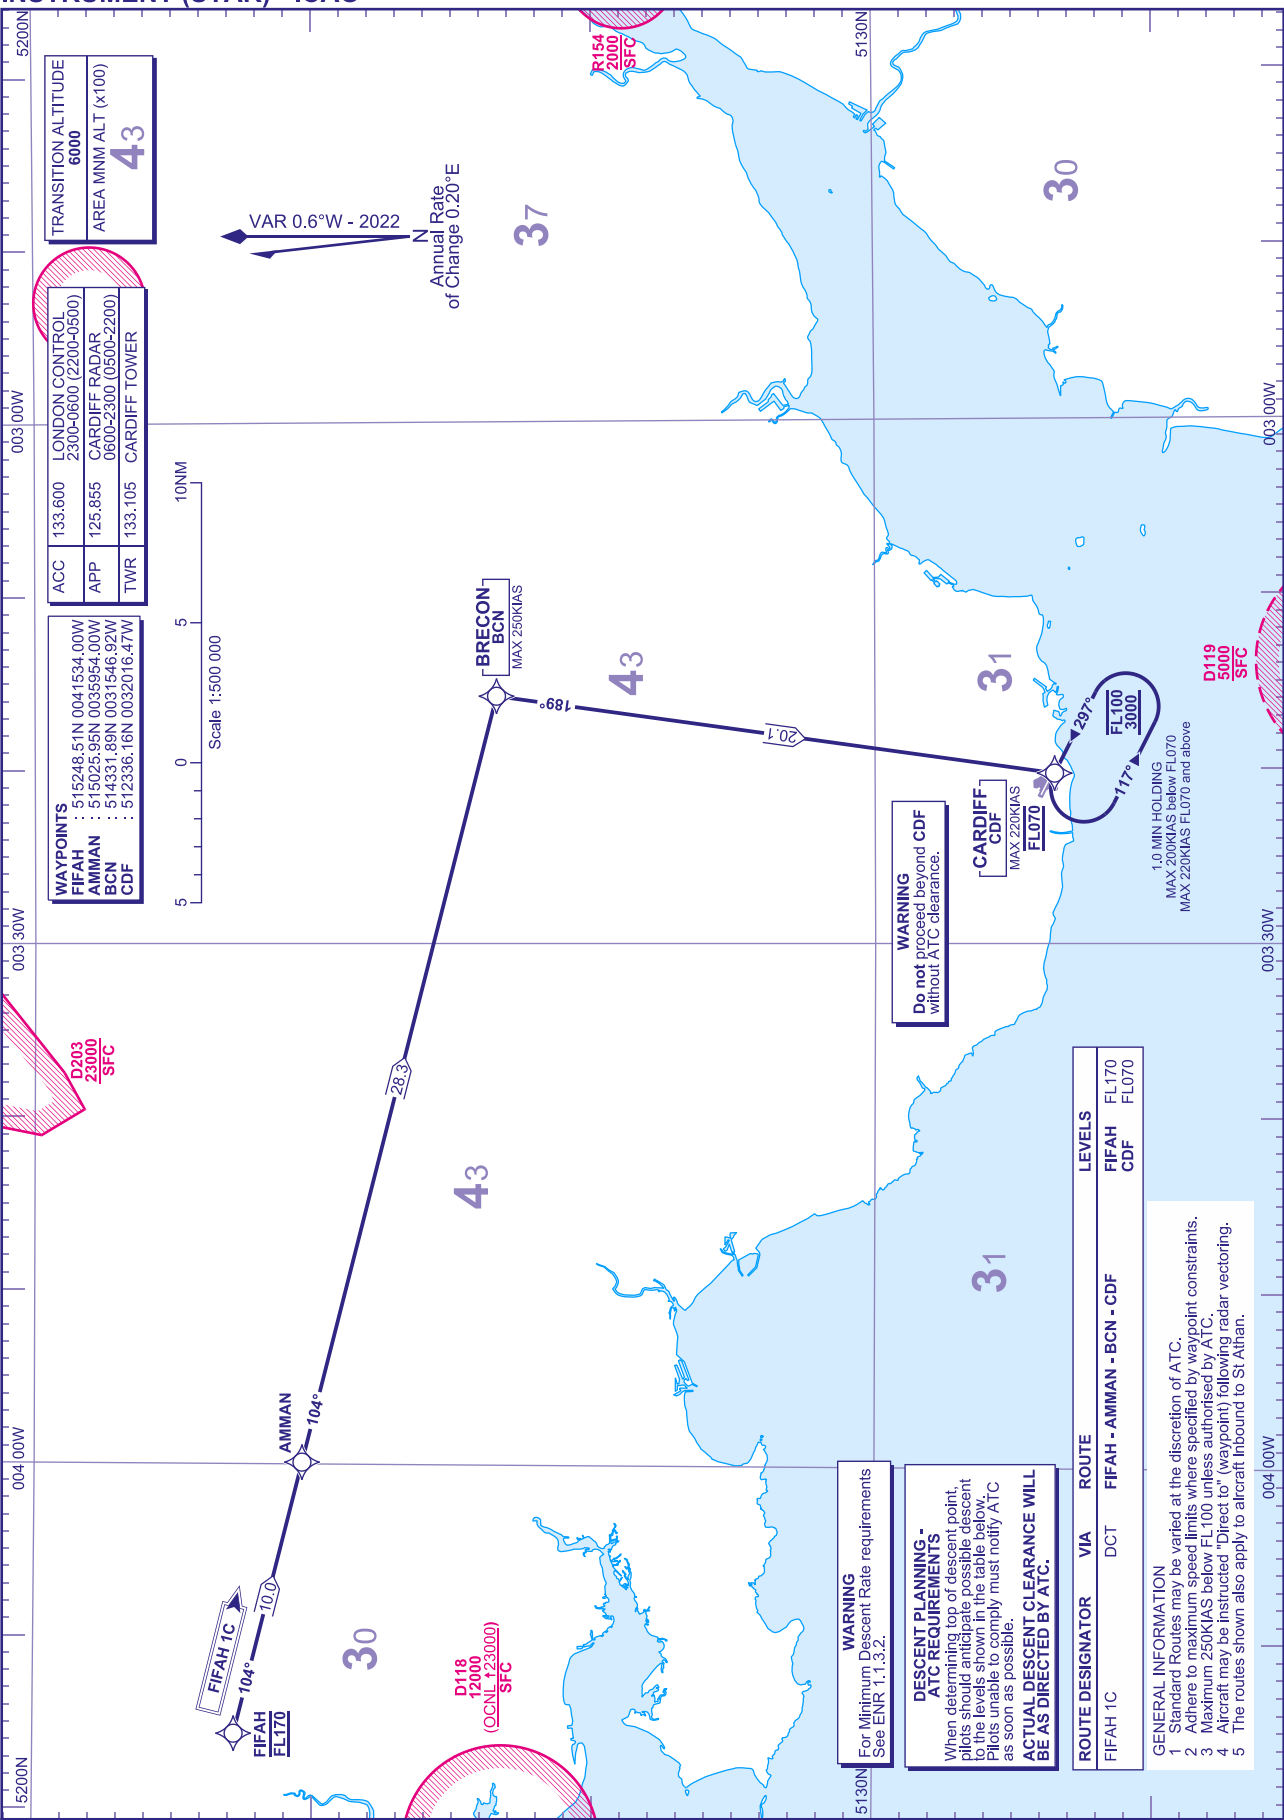 INSTRUMENT (STAR) - ICAO
5200N
004 00W
003 30W
003 00W
5200N
WAYPOINTS
FIFAH : 515248.51N 0041534.00W
AMMAN : 515025.95N 0035954.00W
BCN : 514331.89N 0031546.92W
CDF : 512336.16N 0032016.47W
ACC 133.600 LONDON CONTROL
2300-0600 (2200-0500)
APP 125.855 CARDIFF RADAR
0600-2300 (0500-2200)
TWR 133.105 CARDIFF TOWER
TRANSITION ALTITUDE
6000
AREA MNM ALT (x100)
43
5 0 5 10NM
Scale 1:500 000
VAR 0.6°W - 2022
N
Annual Rate
of Change 0.20°E
D203
23000
SFC
R154
2000
SFC
FIFAH 1C
FIFAH
FL170
104°
10.0
AMMAN
104°
28.3
BRECON
BCN
MAX 250KIAS
189°
20.1
30
43
43
37
D118
12000
(OCNL ↑23000)
SFC
WARNING
Do not proceed beyond CDF
without ATC clearance.
CARDIFF
CDF
MAX 220KIAS
FL070
31
31
30
297°
FL100
3000
117°
1.0 MIN HOLDING
MAX 200KIAS below FL070
MAX 220KIAS FL070 and above
D119
5000
SFC
5130N
5130N
WARNING
For Minimum Descent Rate requirements
See ENR 1.1.3.2.
DESCENT PLANNING -
ATC REQUIREMENTS
When determining top of descent point,
pilots should anticipate possible descent
to the levels shown in the table below.
Pilots unable to comply must notify ATC
as soon as possible.
ACTUAL DESCENT CLEARANCE WILL
BE AS DIRECTED BY ATC.
ROUTE DESIGNATOR VIA ROUTE LEVELS
FIFAH 1C DCT FIFAH - AMMAN - BCN - CDF FIFAH FL170
CDF FL070
GENERAL INFORMATION
1 Standard Routes may be varied at the discretion of ATC.
2 Adhere to maximum speed limits where specified by waypoint constraints.
3 Maximum 250KIAS below FL100 unless authorised by ATC.
4 Aircraft may be instructed "Direct to" (waypoint) following radar vectoring.
5 The routes shown also apply to aircraft Inbound to St Athan.
004 00W
003 30W
003 00W